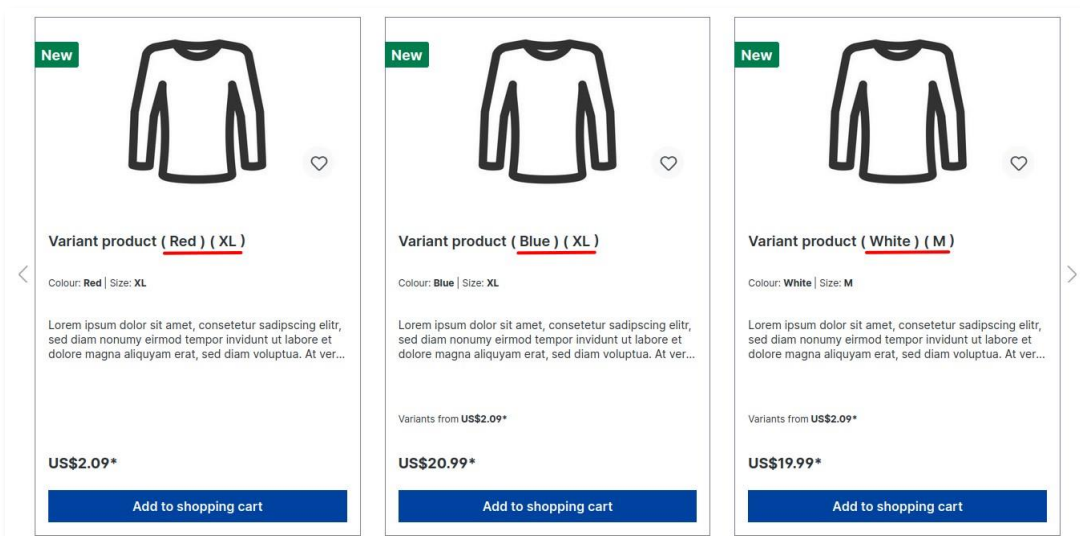 New
Variant product ( Red ) ( XL )
Colour: Red | Size: XL
Lorem ipsum dolor sit amet, consetetur sadipscing elitr,
sed diam nonumy eirmod tempor invidunt ut labore et
dolore magna aliquyam erat, sed diam voluptua. At ver...
US$2.09*
Add to shopping cart
New
Variant product ( Blue ) ( XL )
Colour: Blue | Size: XL
Lorem ipsum dolor sit amet, consetetur sadipscing elitr,
sed diam nonumy eirmod tempor invidunt ut labore et
dolore magna aliquyam erat, sed diam voluptua. At ver...
Variants from US$2.09*
US$20.99*
Add to shopping cart
New
Variant product ( White ) ( M )
Colour: White | Size: M
Lorem ipsum dolor sit amet, consetetur sadipscing elitr,
sed diam nonumy eirmod tempor invidunt ut labore et
dolore magna aliquyam erat, sed diam voluptua. At ver...
Variants from US$2.09*
US$19.99*
Add to shopping cart